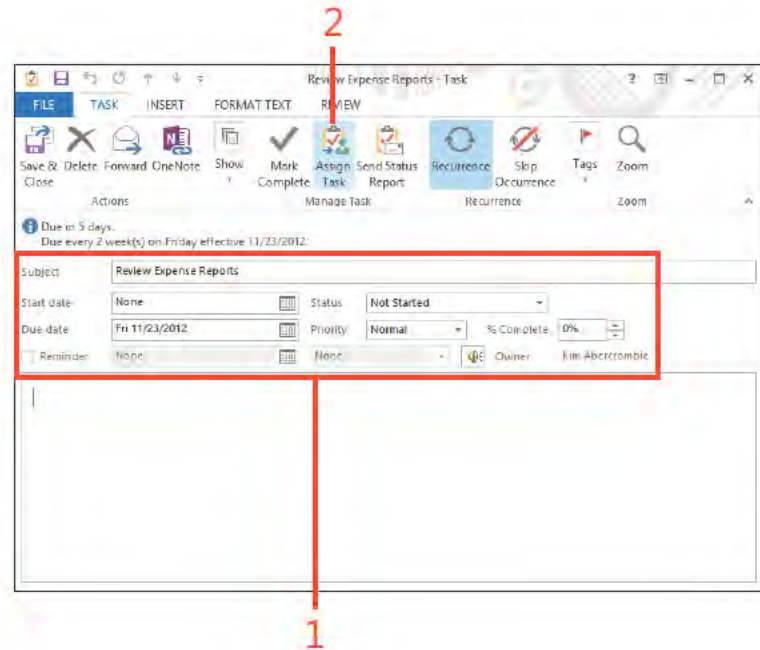 2
Review Expense Reports - Task
?
FILE TASK INSERT FORMAT TEXT REVIEW
Save & Close Delete Forward OneNote Show Mark Complete Assign Task Send Status Report Recurrence Skip Occurrence Tags Zoom
Actions Manage Task Recurrence Zoom
Due in 5 days.
Due every 2 week(s) on Friday effective 11/23/2012.
Subject Review Expense Reports
Start date None Status Not Started
Due date Fri 11/23/2012 Priority Normal % Complete 0%
Reminder None None Owner Kim Abercrombie
1